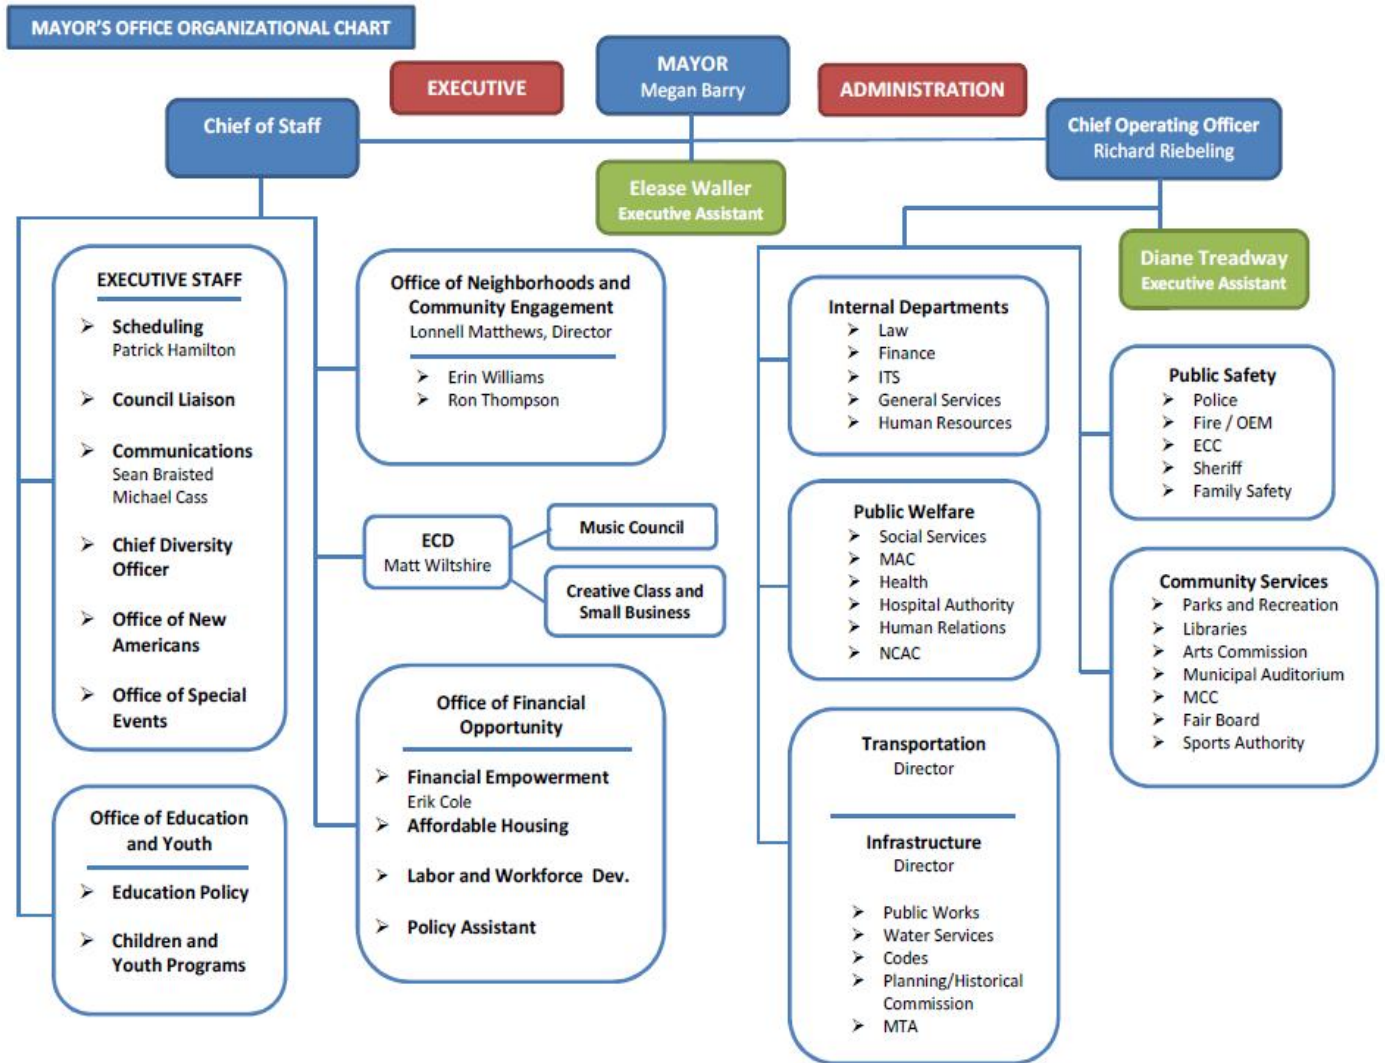 MAYOR'S OFFICE ORGANIZATIONAL CHART
MAYOR
Megan Barry
EXECUTIVE
ADMINISTRATION
Chief of Staff
Chief Operating Officer
Richard Riebeling
Elease Waller
Executive Assistant
Diane Treadway
Executive Assistant
EXECUTIVE STAFF
➢ Scheduling
Patrick Hamilton
➢ Council Liaison
➢ Communications
Sean Braisted
Michael Cass
➢ Chief Diversity
Officer
➢ Office of New
Americans
➢ Office of Special
Events
Office of Education
and Youth
➢ Education Policy
➢ Children and
Youth Programs
Office of Neighborhoods and
Community Engagement
Lonnell Matthews, Director
➢ Erin Williams
➢ Ron Thompson
ECD
Matt Wiltshire
Music Council
Creative Class and
Small Business
Office of Financial
Opportunity
➢ Financial Empowerment
Erik Cole
➢ Affordable Housing
➢ Labor and Workforce Dev.
➢ Policy Assistant
Internal Departments
➢ Law
➢ Finance
➢ ITS
➢ General Services
➢ Human Resources
Public Welfare
➢ Social Services
➢ MAC
➢ Health
➢ Hospital Authority
➢ Human Relations
➢ NCAC
Transportation
Director
Infrastructure
Director
➢ Public Works
➢ Water Services
➢ Codes
➢ Planning/Historical
Commission
➢ MTA
Public Safety
➢ Police
➢ Fire / OEM
➢ ECC
➢ Sheriff
➢ Family Safety
Community Services
➢ Parks and Recreation
➢ Libraries
➢ Arts Commission
➢ Municipal Auditorium
➢ MCC
➢ Fair Board
➢ Sports Authority